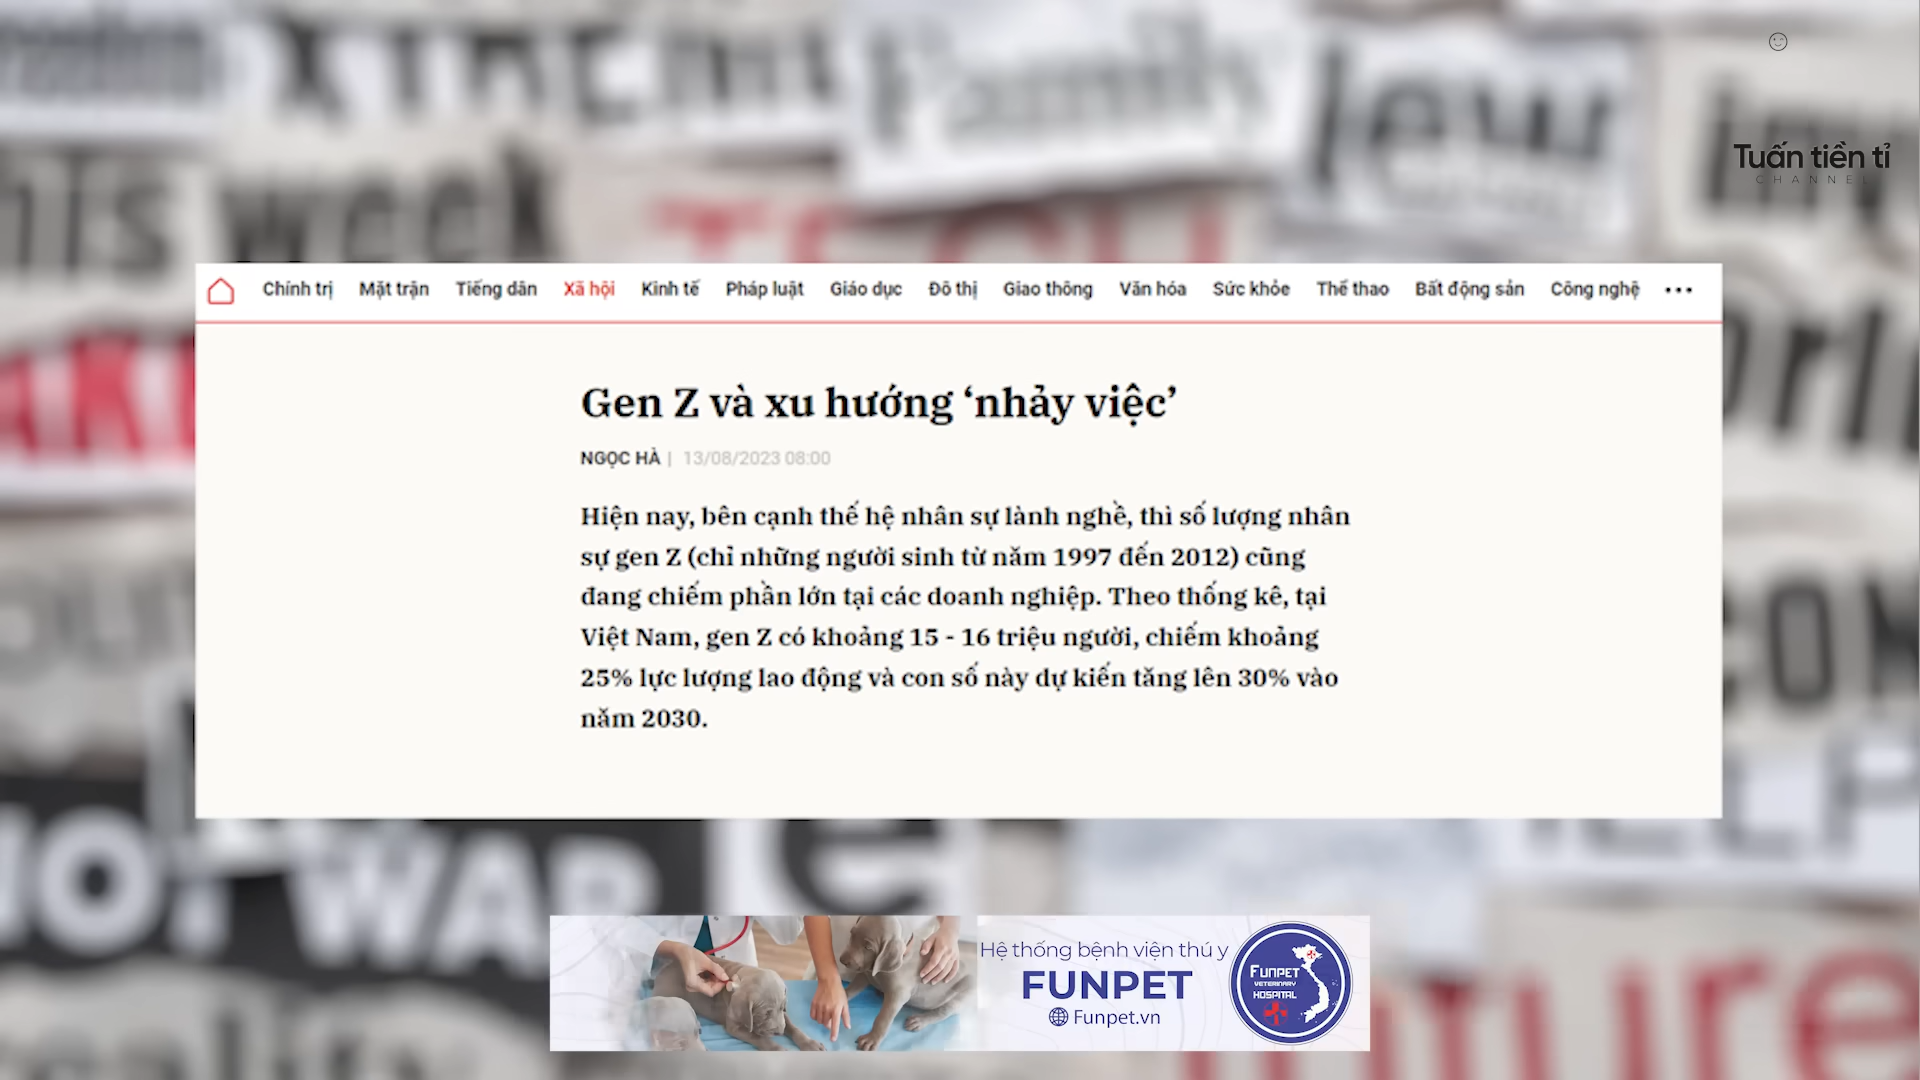 Tuấn tiền tỉ
CHANNEL
Chính trị Mặt trận Tiếng dân Xã hội Kinh tế Pháp luật Giáo dục Đô thị Giao thông Văn hóa Sức khỏe Thể thao Bất động sản Công nghệ •••
Gen Z và xu hướng ‘nhảy việc’
NGỌC HÀ | 13/08/2023 08:00
Hiện nay, bên cạnh thế hệ nhân sự lành nghề, thì số lượng nhân
sự gen Z (chỉ những người sinh từ năm 1997 đến 2012) cũng
đang chiếm phần lớn tại các doanh nghiệp. Theo thống kê, tại
Việt Nam, gen Z có khoảng 15 - 16 triệu người, chiếm khoảng
25% lực lượng lao động và con số này dự kiến tăng lên 30% vào
năm 2030.
Hệ thống bệnh viện thú y
FUNPET
Funpet.vn
FUNPET
VETERINARY
HOSPITAL